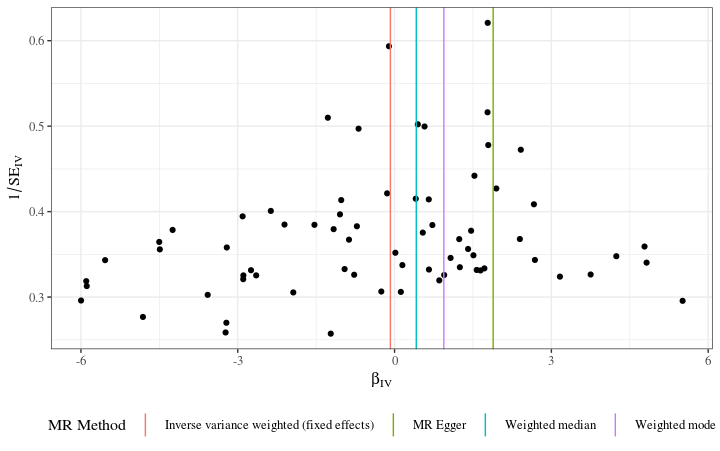 0.6
0.5
0.4
0.3
1/SE_IV
-6 -3 0 3 6
β_IV
MR Method Inverse variance weighted (fixed effects) MR Egger Weighted median Weighted mode